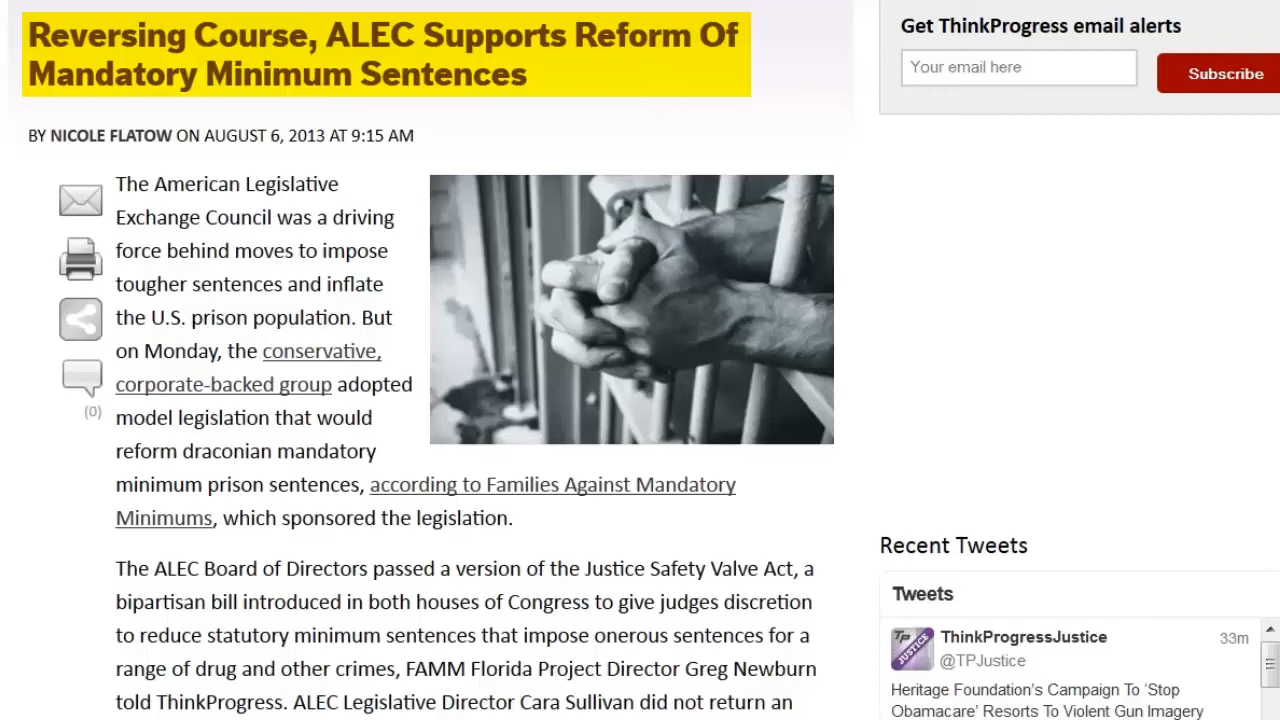 Reversing Course, ALEC Supports Reform Of
Mandatory Minimum Sentences
BY NICOLE FLATOW ON AUGUST 6, 2013 AT 9:15 AM
The American Legislative
Exchange Council was a driving
force behind moves to impose
tougher sentences and inflate
the U.S. prison population. But
on Monday, the conservative,
corporate-backed group adopted
model legislation that would
reform draconian mandatory
minimum prison sentences, according to Families Against Mandatory
Minimums, which sponsored the legislation.
(0)
The ALEC Board of Directors passed a version of the Justice Safety Valve Act, a
bipartisan bill introduced in both houses of Congress to give judges discretion
to reduce statutory minimum sentences that impose onerous sentences for a
range of drug and other crimes, FAMM Florida Project Director Greg Newburn
told ThinkProgress. ALEC Legislative Director Cara Sullivan did not return an
Get ThinkProgress email alerts
Your email here
Subscribe
Recent Tweets
Tweets
TP
JUSTICE
ThinkProgressJustice 33m
@TPJustice
Heritage Foundation's Campaign To 'Stop
Obamacare' Resorts To Violent Gun Imagery